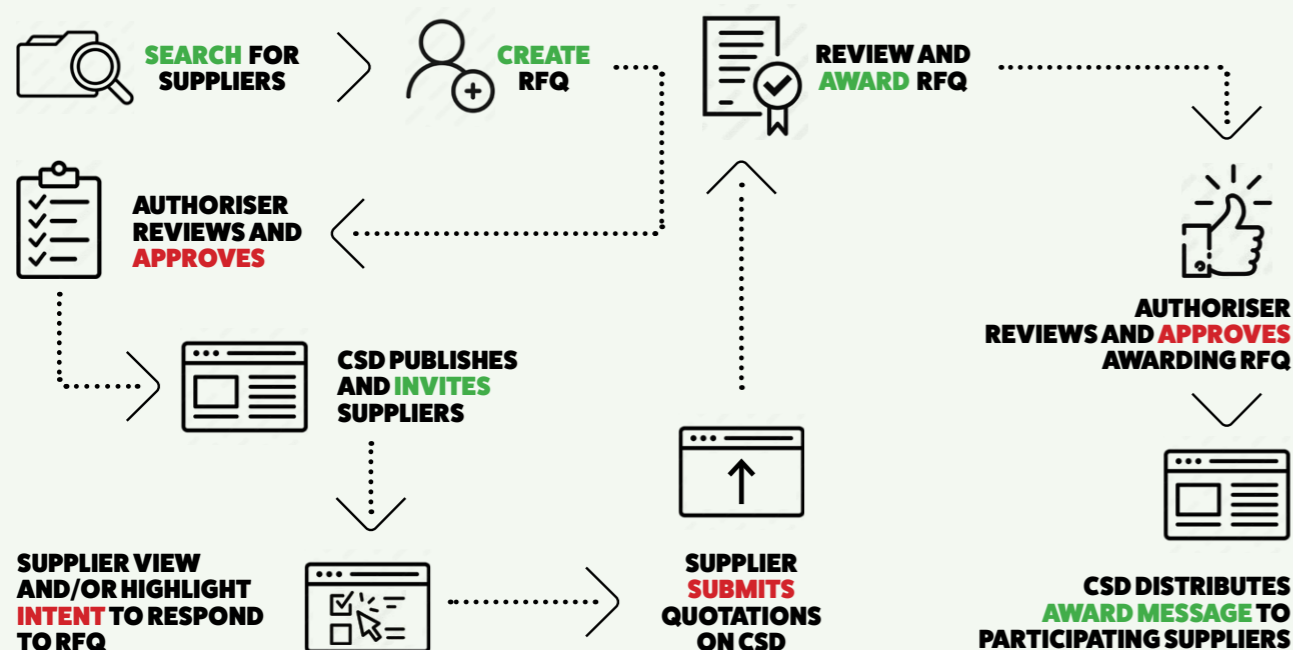 SEARCH FOR
SUPPLIERS
CREATE
RFQ
AUTHORISER
REVIEWS AND
APPROVES
CSD PUBLISHES
AND INVITES
SUPPLIERS
SUPPLIER VIEW
AND/OR HIGHLIGHT
INTENT TO RESPOND
TO RFQ
SUPPLIER
SUBMITS
QUOTATIONS
ON CSD
REVIEW AND
AWARD RFQ
AUTHORISER
REVIEWS AND APPROVES
AWARDING RFQ
CSD DISTRIBUTES
AWARD MESSAGE TO
PARTICIPATING SUPPLIERS